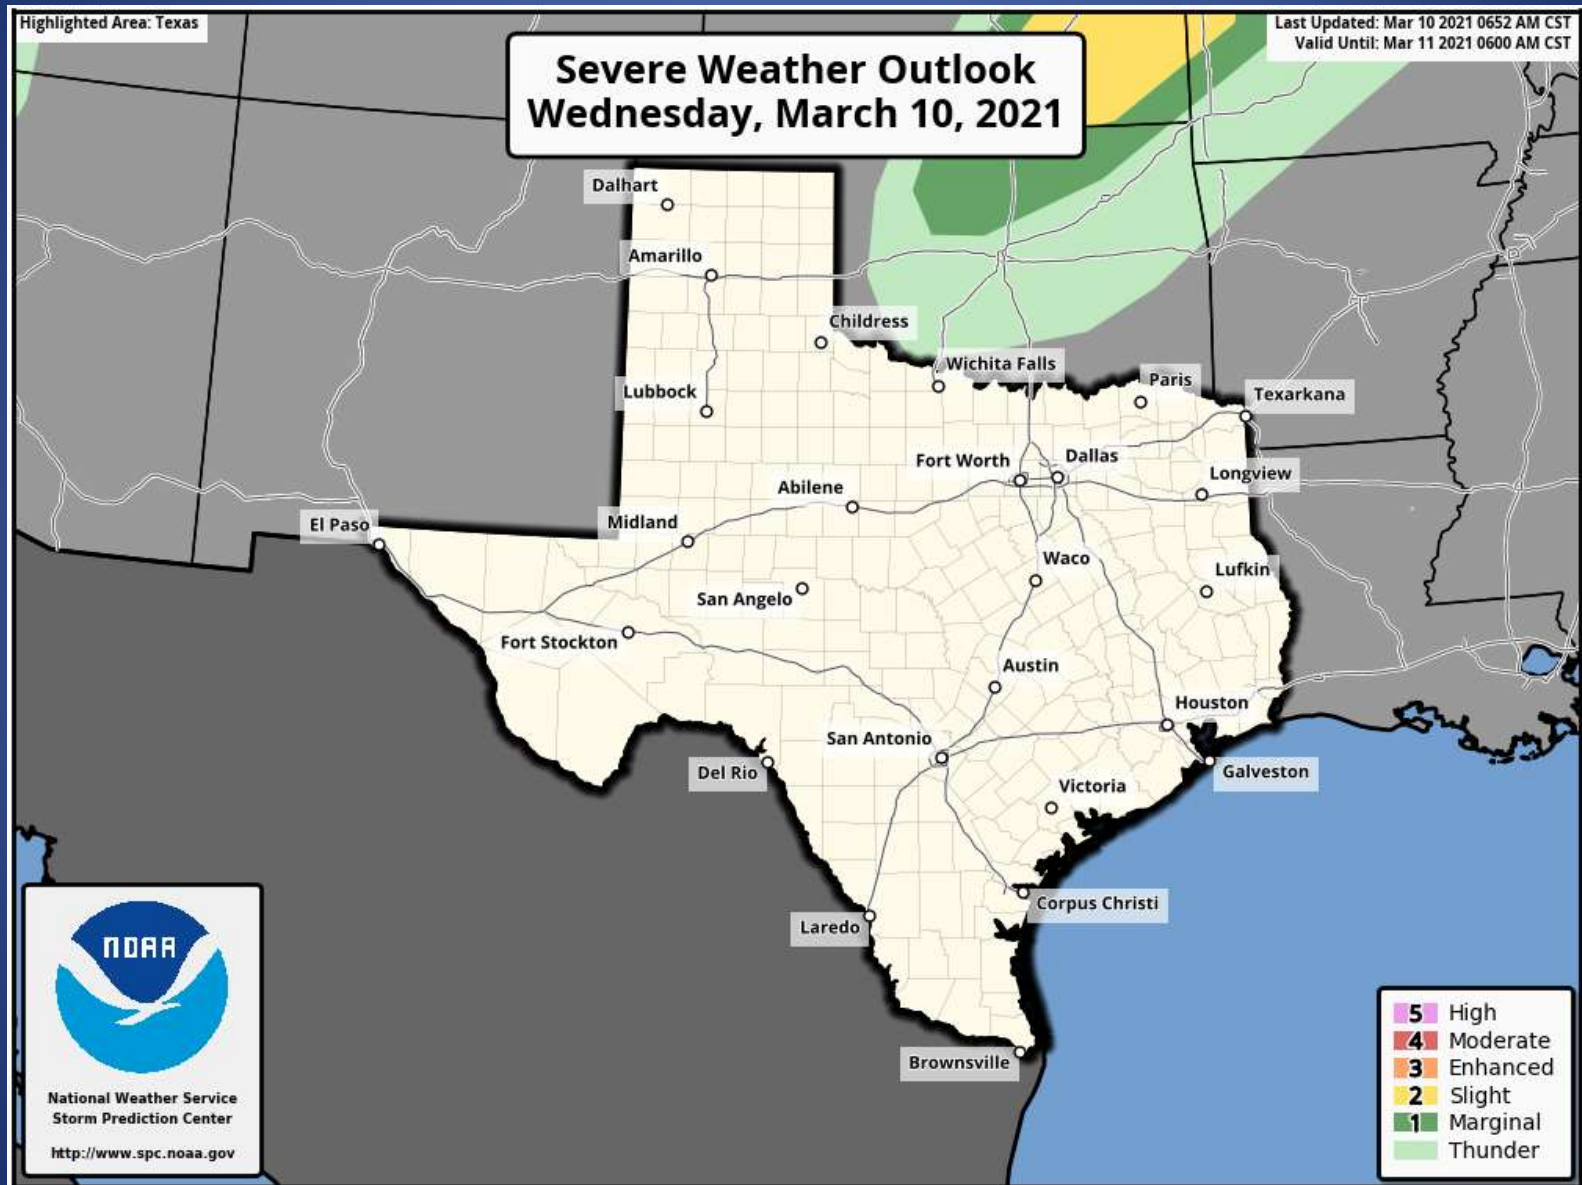 Highlighted Area: Texas
Last Updated: Mar 10 2021 0652 AM CST
Valid Until: Mar 11 2021 0600 AM CST
Severe Weather Outlook
Wednesday, March 10, 2021
Dalhart
Amarillo
Childress
Wichita Falls
Paris
Lubbock
Texarkana
Fort Worth
Dallas
Longview
Abilene
El Paso
Midland
Waco
Lufkin
San Angelo
Fort Stockton
Austin
Houston
San Antonio
Del Rio
Galveston
Victoria
Corpus Christi
Laredo
Brownsville
NOAA
National Weather Service
Storm Prediction Center
http://www.spc.noaa.gov
5 High
4 Moderate
3 Enhanced
2 Slight
1 Marginal
Thunder